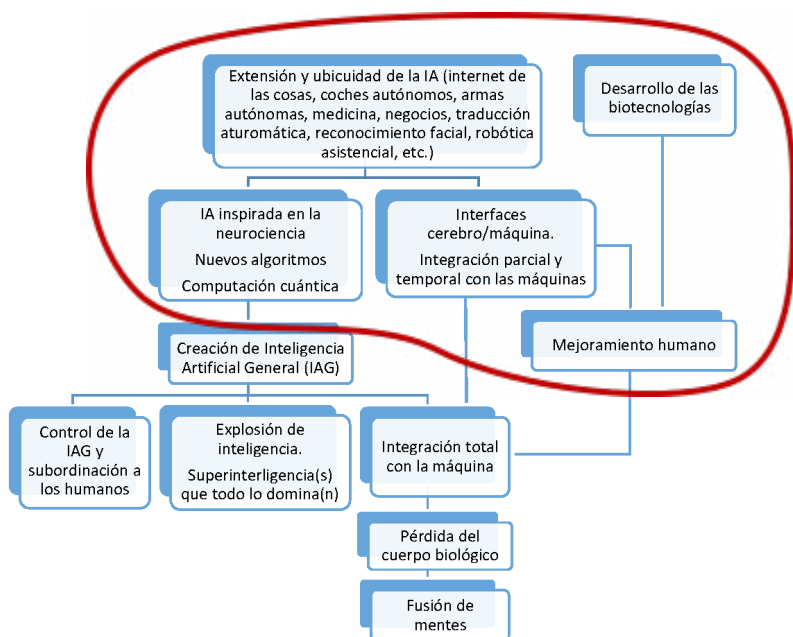 Extensión y ubicuidad de la IA (internet de
las cosas, coches autónomos, armas
autónomas, medicina, negocios, traducción
aturomática, reconocimiento facial, robótica
asistencial, etc.)
Desarrollo de las
biotecnologías
IA inspirada en la
neurociencia
Nuevos algoritmos
Computación cuántica
Interfaces
cerebro/máquina.
Integración parcial y
temporal con las máquinas
Mejoramiento humano
Creación de Inteligencia
Artificial General (IAG)
Control de la
IAG y
subordinación a
los humanos
Explosión de
inteligencia.
Superinterligencia(s)
que todo lo domina(n)
Integración total
con la máquina
Pérdida del
cuerpo biológico
Fusión de
mentes